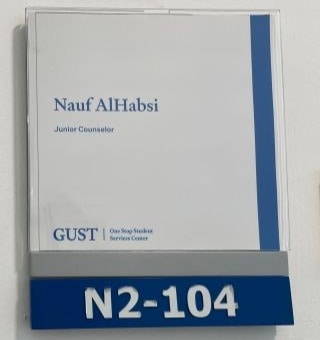 Nauf AlHabsi
Junior Counselor
GUST
One Stop Student
Services Center
N2-104